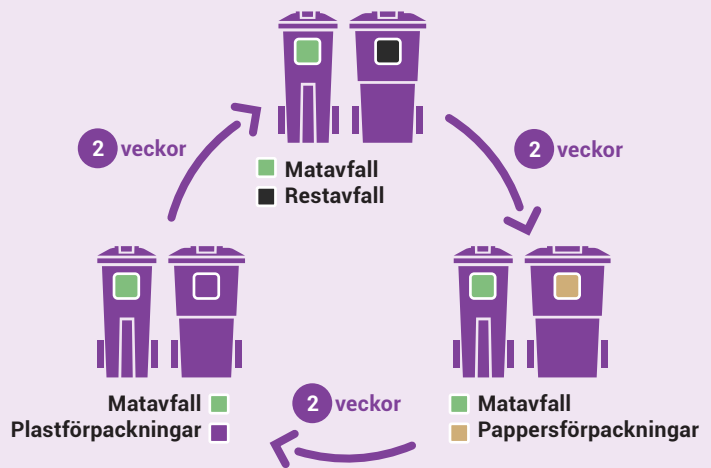 2 veckor
2 veckor
Matavfall
Restavfall
Matavfall
Plastförpackningar
2 veckor
Matavfall
Pappersförpackningar